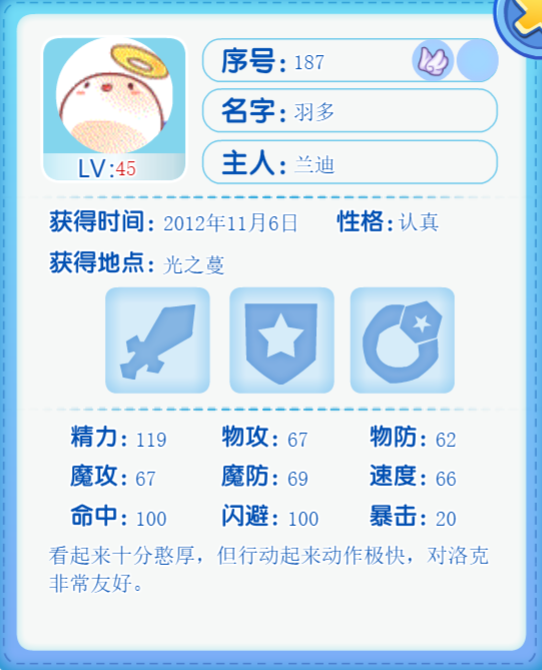 序号: 187
名字: 羽多
主人: 兰迪
LV:45
获得时间: 2012年11月6日 性格: 认真
获得地点: 光之蔓
精力: 119 物攻: 67 物防: 62
魔攻: 67 魔防: 69 速度: 66
命中: 100 闪避: 100 暴击: 20
看起来十分憨厚，但行动起来动作极快，对洛克
非常友好。